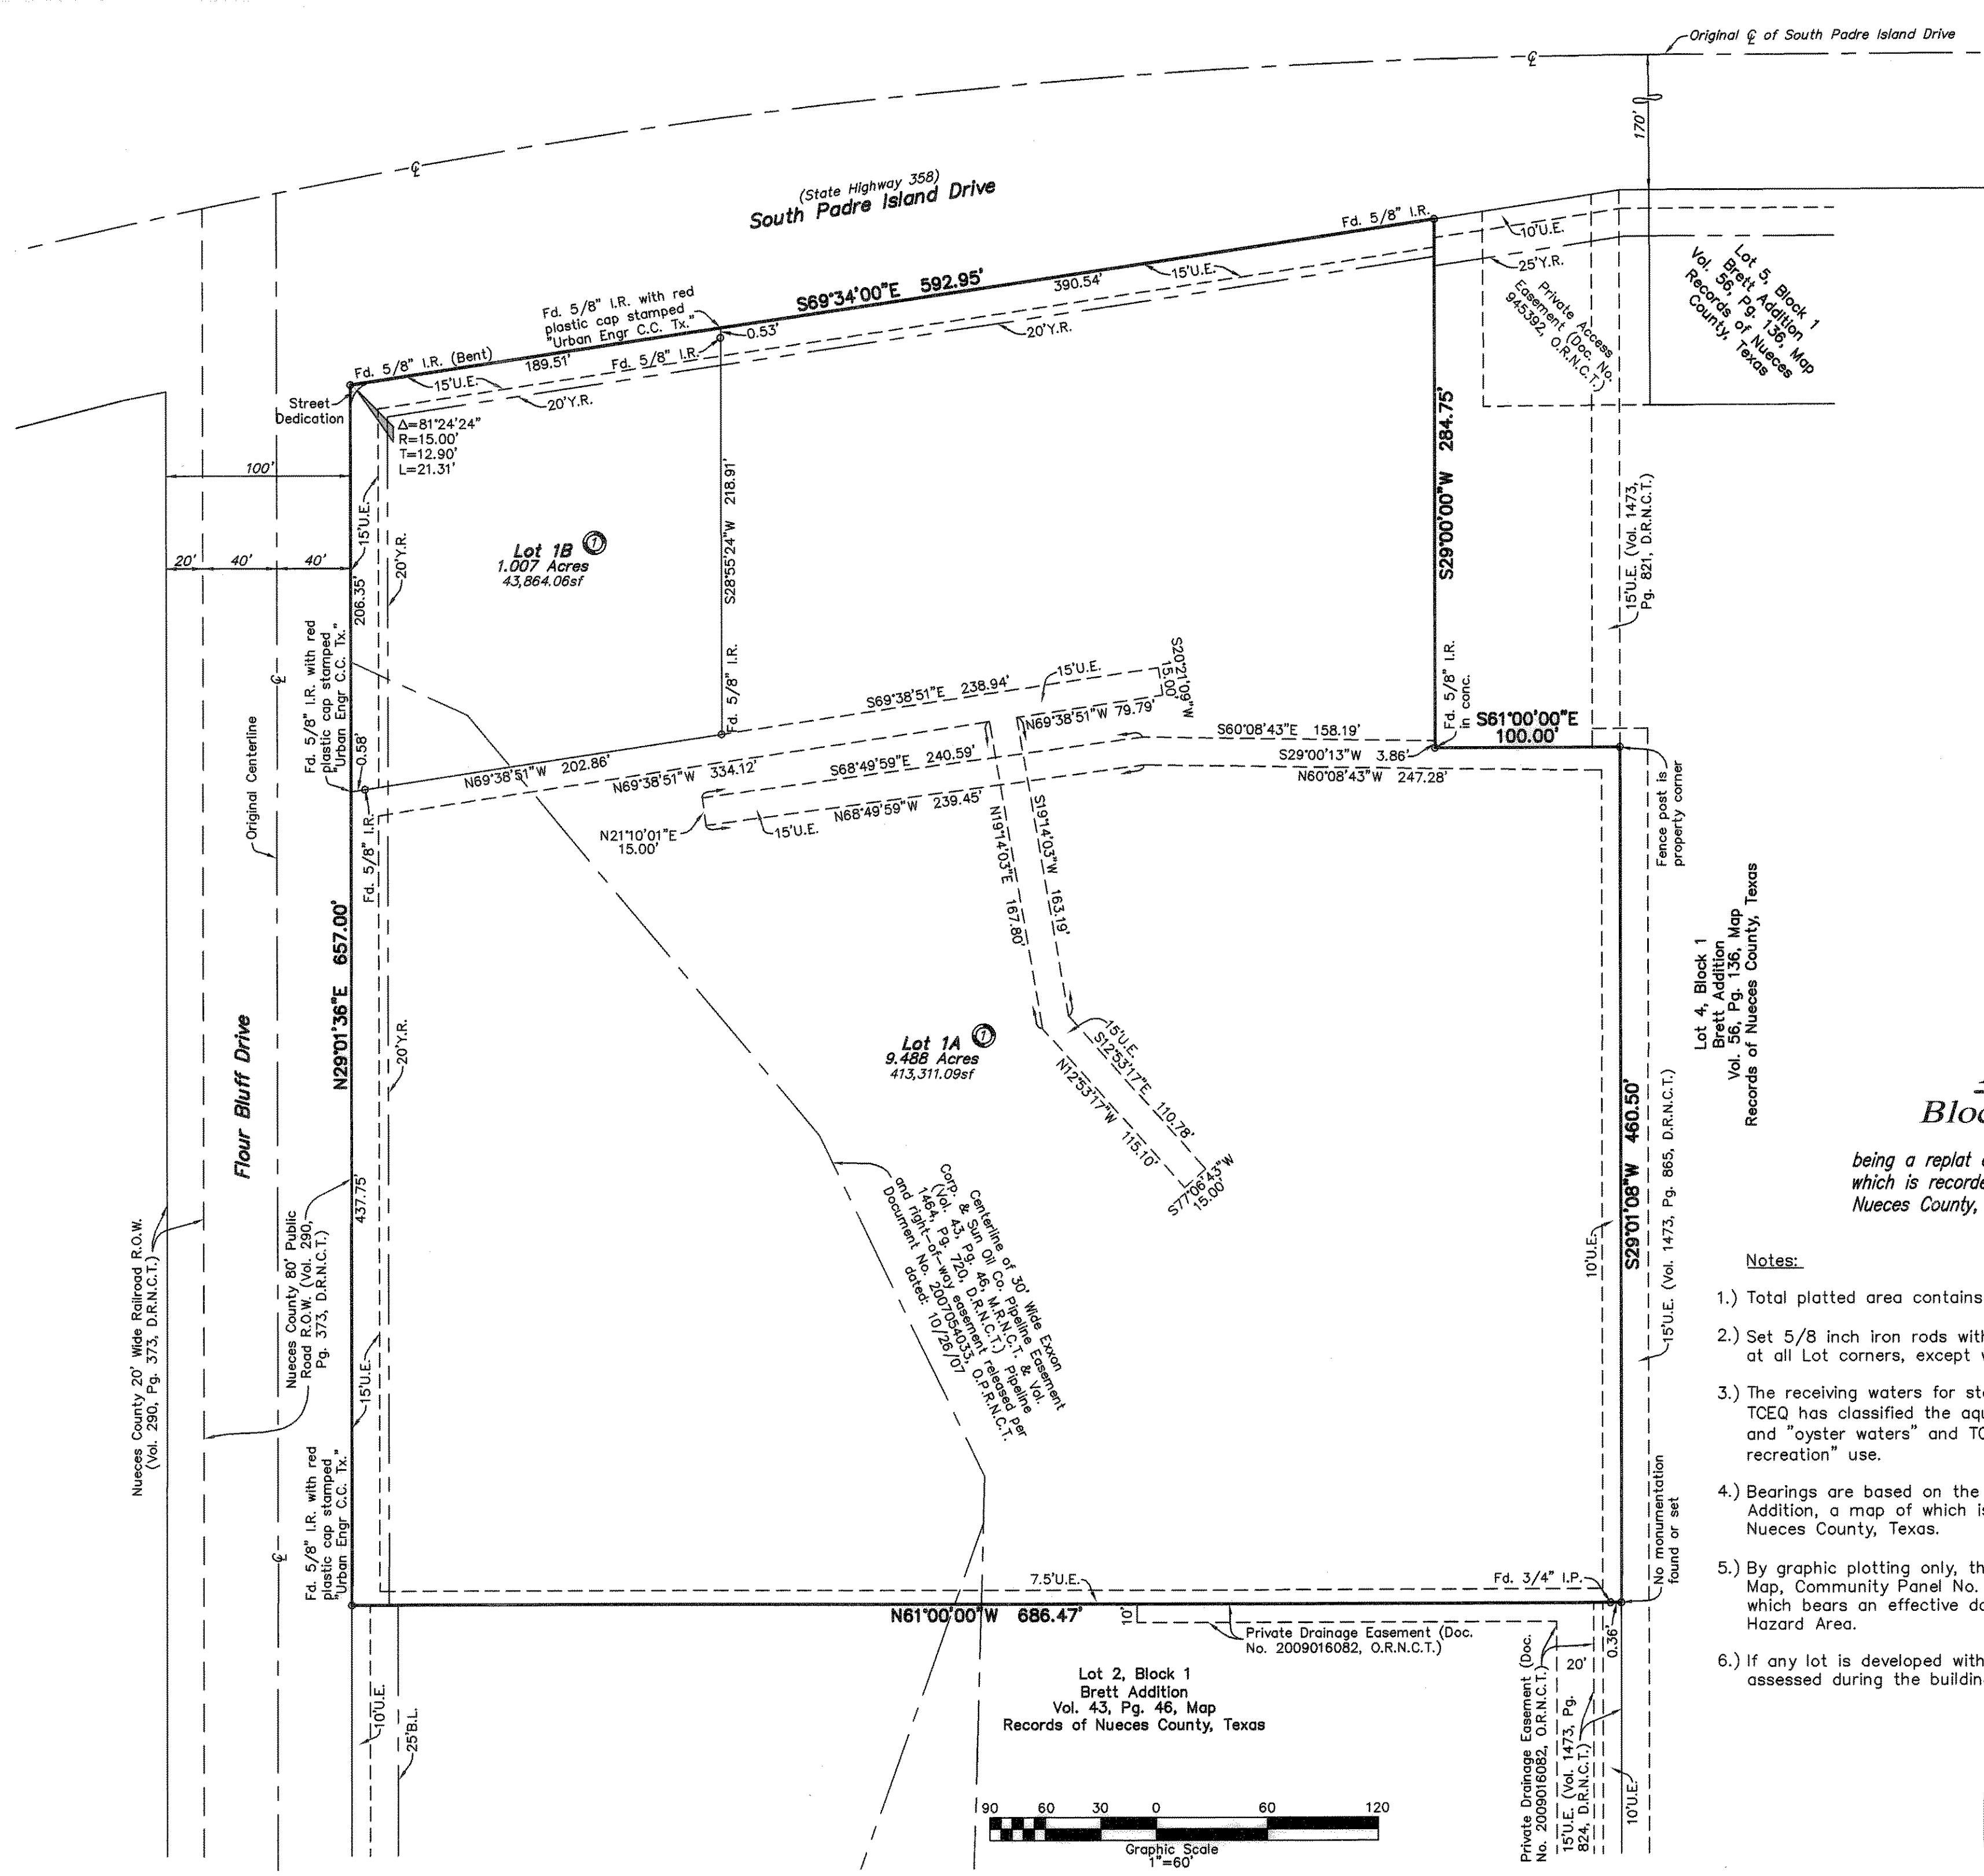 Original ℄ of South Padre Island Drive
℄
℄
170'
(State Highway 358)
South Padre Island Drive
Fd. 5/8" I.R.
10'U.E.
25'Y.R.
15'U.E.
S69°34'00"E 592.95'
390.54'
20'Y.R.
Fd. 5/8" I.R. with red
plastic cap stamped
"Urban Engr C.C. Tx."
0.53'
Fd. 5/8" I.R.
Fd. 5/8" I.R. (Bent)
189.51'
15'U.E.
20'Y.R.
Street
Dedication
Δ=81°24'24"
R=15.00'
T=12.90'
L=21.31'
Private Access
Easement (Doc. No.
945392, O.R.N.C.T.)
Lot 5, Block 1
Brett Addition
Vol. 56, Pg. 136, Map
Records of Nueces
County, Texas
100'
20'
40'
40'
15'U.E.
206.35'
20'Y.R.
Lot 1B 1
1.007 Acres
43,864.06sf
S28°55'24"W 218.91'
Fd. 5/8" I.R.
S29°00'00"W 284.75'
Fd. 5/8" I.R.
in conc.
15'U.E. (Vol. 1473,
Pg. 821, D.R.N.C.T.)
S61°00'00"E
100.00'
Fence post is
property corner
Fd. 5/8" I.R. with red
plastic cap stamped
"Urban Engr C.C. Tx."
0.58'
Fd. 5/8" I.R.
℄
Original Centerline
S69°38'51"E 238.94'
15'U.E.
S20°21'09"W
15.00'
N69°38'51"W 79.79'
S60°08'43"E 158.19'
S29°00'13"W 3.86'
N60°08'43"W 247.28'
N69°38'51"W 202.86'
N69°38'51"W 334.12'
S68°49'59"E 240.59'
N68°49'59"W 239.45'
15'U.E.
N21°10'01"E
15.00'
N19°14'03"E 167.80'
S19°14'03"W 163.19'
15'U.E.
S12°53'17"E 110.78'
N12°53'17"W 115.10'
S77°06'43"W
15.00'
Lot 1A 1
9.488 Acres
413,311.09sf
N29°01'36"E 657.00'
20'Y.R.
Flour Bluff Drive
437.75'
15'U.E.
Nueces County 20' Wide Railroad R.O.W.
(Vol. 290, Pg. 373, D.R.N.C.T.)
Nueces County 80' Public
Road R.O.W. (Vol. 290,
Pg. 373, D.R.N.C.T.)
Centerline of 30' Wide Exxon
Corp. & Sun Oil Co. Pipeline Easement
(Vol. 43, Pg. 46, M.R.N.C.T. & Vol.
1464, Pg. 720, D.R.N.C.T.) Pipeline
and right-of-way easement released per
Document No. 2007054033, O.P.R.N.C.T.
dated: 10/26/07
Lot 4, Block 1
Brett Addition
Vol. 56, Pg. 136, Map
Records of Nueces County, Texas
S29°01'08"W 460.50'
10'U.E.
15'U.E. (Vol. 1473, Pg. 865, D.R.N.C.T.)
No monumentation
found or set
being a replat
which is recorde
Nueces County,
Notes:
1.) Total platted area contains
2.) Set 5/8 inch iron rods with
at all Lot corners, except
3.) The receiving waters for
TCEQ has classified the
and "oyster waters" and
recreation" use.
4.) Bearings are based on the
Addition, a map of which is
Nueces County, Texas.
5.) By graphic plotting only,
Map, Community Panel No.
which bears an effective
Hazard Area.
6.) If any lot is developed with
assessed during the
Fd. 5/8" I.R. with red
plastic cap stamped
"Urban Engr C.C. Tx."
℄
7.5'U.E.
Fd. 3/4" I.P.
N61°00'00"W 686.47'
10'
Private Drainage Easement (Doc.
No. 2009016082, O.R.N.C.T.)
0.36'
20'
Private Drainage Easement (Doc.
No. 2009016082, O.R.N.C.T.)
15'U.E. (Vol. 1473, Pg.
824, D.R.N.C.T.)
10'U.E.
10'U.E.
25'B.L.
Lot 2, Block 1
Brett Addition
Vol. 43, Pg. 46, Map
Records of Nueces County, Texas
90 60 30 0 60 120
Graphic Scale
1"=60'